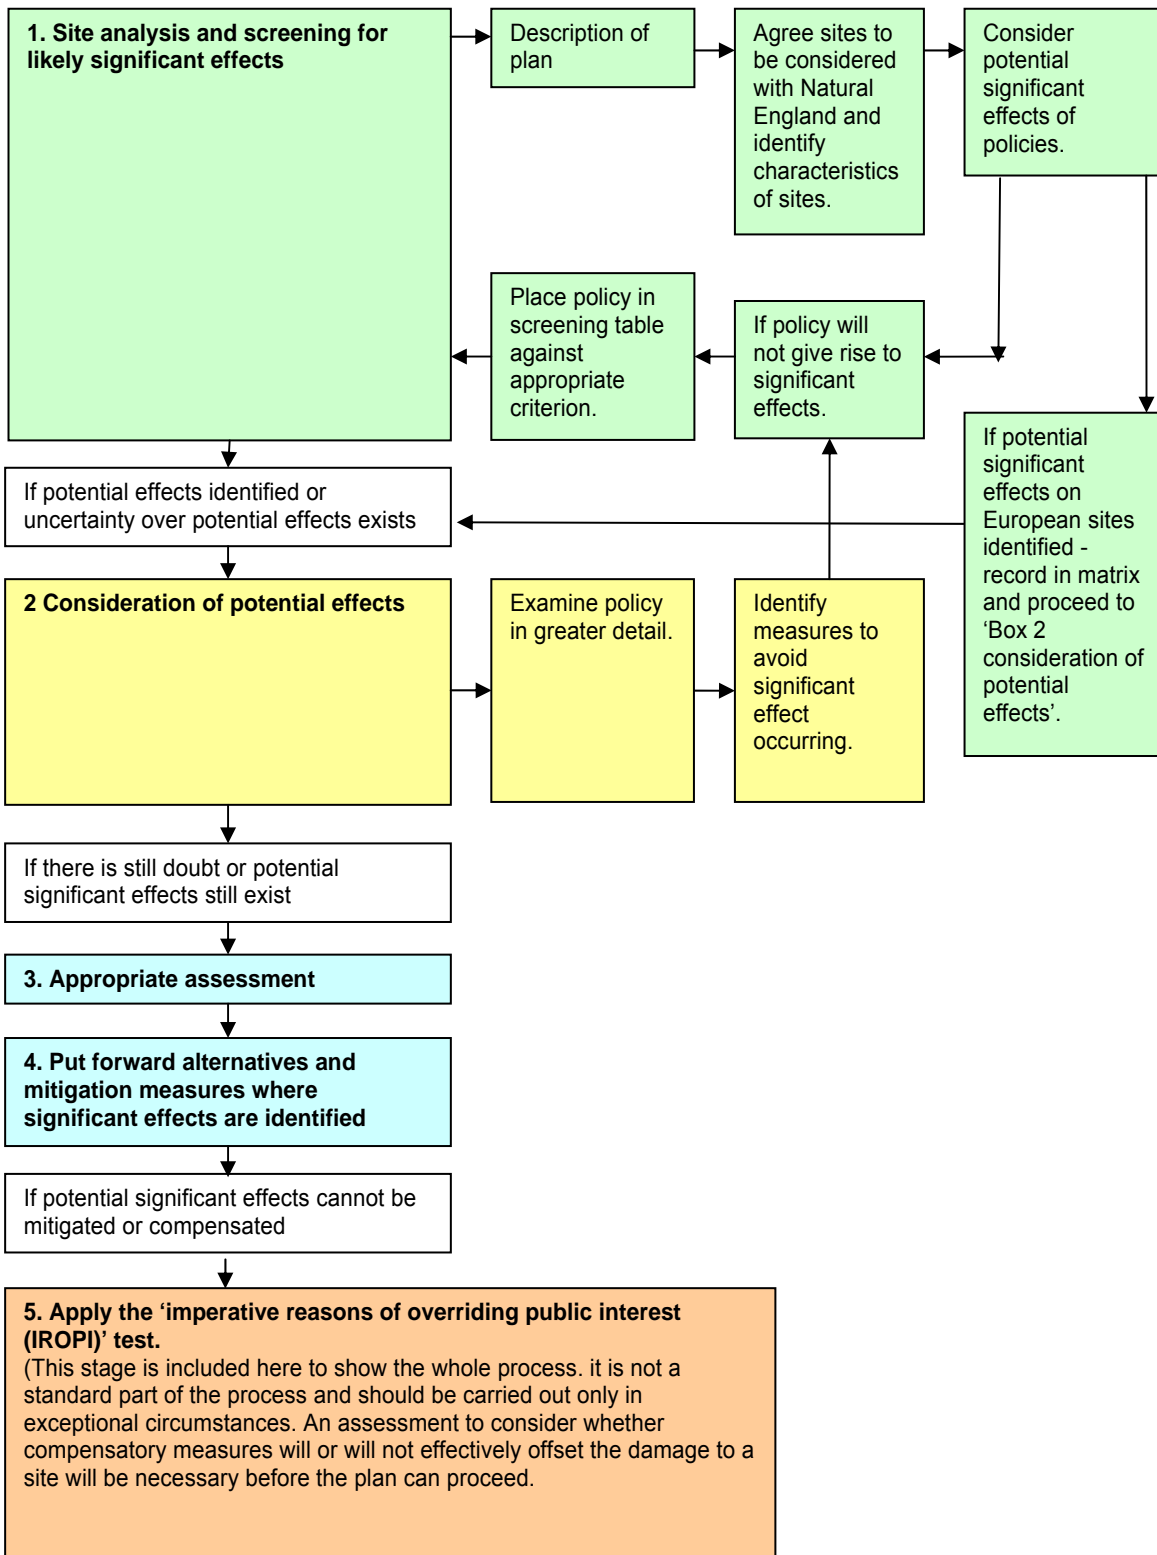 1. Site analysis and screening for
likely significant effects
Description of
plan
Agree sites to
be considered
with Natural
England and
identify
characteristics
of sites.
Consider
potential
significant
effects of
policies.
Place policy in
screening table
against
appropriate
criterion.
If policy will
not give rise to
significant
effects.
If potential
significant
effects on
European sites
identified -
record in matrix
and proceed to
‘Box 2
consideration of
potential
effects’.
If potential effects identified or
uncertainty over potential effects exists
2 Consideration of potential effects
Examine policy
in greater detail.
Identify
measures to
avoid
significant
effect
occurring.
If there is still doubt or potential
significant effects still exist
3. Appropriate assessment
4. Put forward alternatives and
mitigation measures where
significant effects are identified
If potential significant effects cannot be
mitigated or compensated
5. Apply the ‘imperative reasons of overriding public interest
(IROPI)’ test.
(This stage is included here to show the whole process. it is not a
standard part of the process and should be carried out only in
exceptional circumstances. An assessment to consider whether
compensatory measures will or will not effectively offset the damage to a
site will be necessary before the plan can proceed.